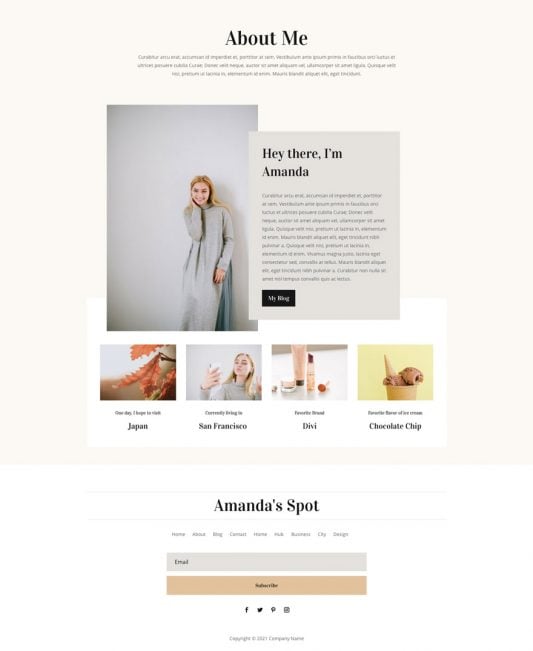 About Me
Curabitur arcu erat, accumsan id imperdiet et, porttitor at sem. Vestibulum ante ipsum primis in faucibus orci luctus et
ultrices posuere cubilia Curae; Donec velit neque, auctor sit amet aliquam vel, ullamcorper sit amet ligula. Quisque velit
nisi, pretium ut lacinia in, elementum id enim. Mauris blandit aliquet elit, eget tincidunt.
Hey there, I'm
Amanda
Curabitur arcu erat, accumsan id imperdiet et, porttitor
at sem. Vestibulum ante ipsum primis in faucibus orci
luctus et ultrices posuere cubilia Curae; Donec velit
neque, auctor sit amet aliquam vel, ullamcorper sit amet
ligula. Quisque velit nisi, pretium ut lacinia in, elementum
id enim. Mauris blandit aliquet elit, eget tincidunt nibh
pulvinar a. Quisque velit nisi, pretium ut lacinia in,
elementum id enim. Vivamus magna justo, lacinia eget
consectetur sed, convallis at tellus. Mauris blandit aliquet
elit, eget tincidunt nibh pulvinar a. Curabitur non nulla sit
amet nisl tempus convallis quis ac lectus.
My Blog
One day, I hope to visit
Japan
Currently living in
San Francisco
Favorite Brand
Divi
Favorite flavor of ice cream
Chocolate Chip
Amanda's Spot
Home About Blog Contact Home Hub Business City Design
Email
Subscribe
Copyright © 2021 Company Name